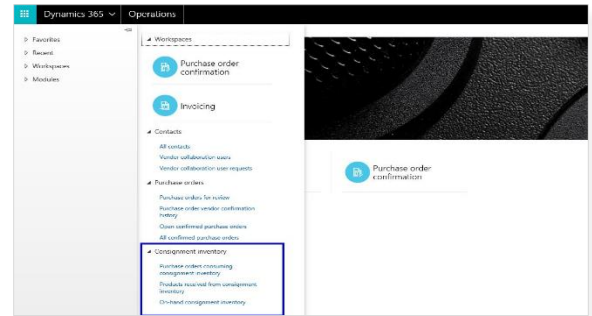 Dynamics 365 Operations
Favorites
Recent
Workspaces
Modules
Workspaces
Purchase order
confirmation
Invoicing
Contacts
All contacts
Vendor collaboration users
Vendor collaboration user requests
Purchase orders
Purchase orders for review
Purchase order vendor confirmation
history
Open confirmed purchase orders
All confirmed purchase orders
Consignment inventory
Purchase orders consuming
consignment inventory
Products received from consignment
inventory
On-hand consignment inventory
Purchase order
confirmation